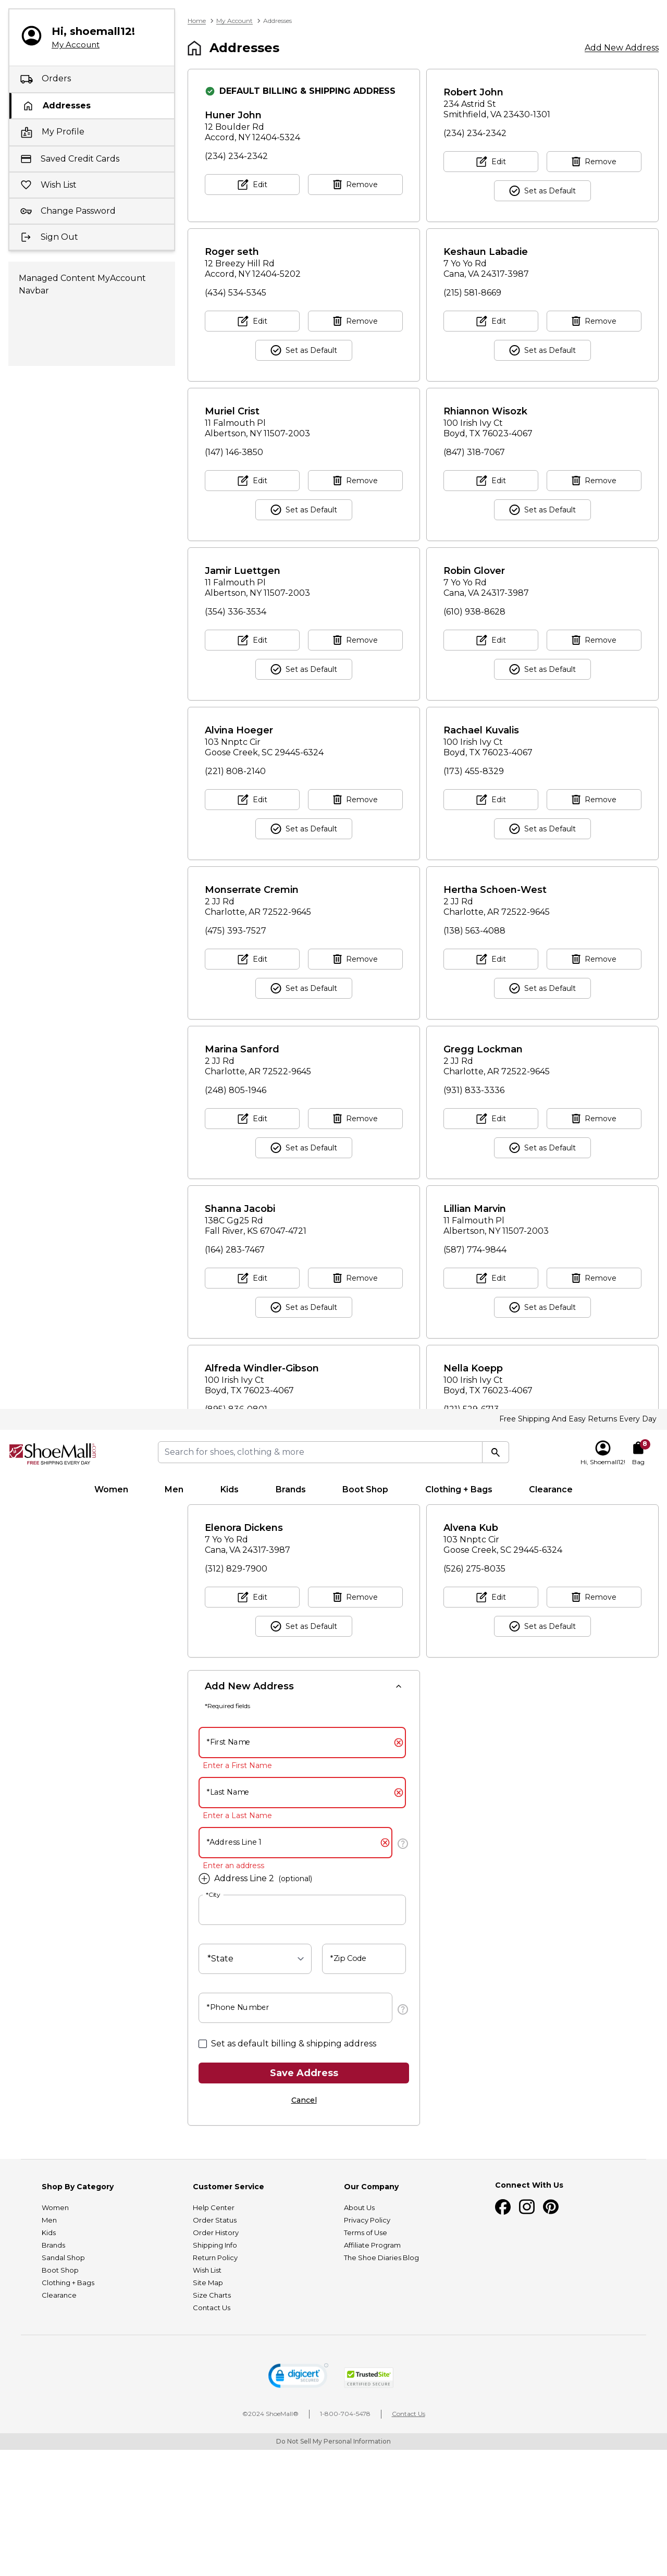 Hi, shoemall12!
My Account
Orders
Addresses
My Profile
Saved Credit Cards
Wish List
Change Password
Sign Out
Managed Content MyAccount
Navbar
Home > My Account > Addresses
Addresses
Add New Address
DEFAULT BILLING & SHIPPING ADDRESS
Huner John
12 Boulder Rd
Accord, NY 12404-5324
(234) 234-2342
Edit
Remove
Robert John
234 Astrid St
Smithfield, VA 23430-1301
(234) 234-2342
Edit
Remove
Set as Default
Roger seth
12 Breezy Hill Rd
Accord, NY 12404-5202
(434) 534-5345
Edit
Remove
Set as Default
Keshaun Labadie
7 Yo Yo Rd
Cana, VA 24317-3987
(215) 581-8669
Edit
Remove
Set as Default
Muriel Crist
11 Falmouth Pl
Albertson, NY 11507-2003
(147) 146-3850
Edit
Remove
Set as Default
Rhiannon Wisozk
100 Irish Ivy Ct
Boyd, TX 76023-4067
(847) 318-7067
Edit
Remove
Set as Default
Jamir Luettgen
11 Falmouth Pl
Albertson, NY 11507-2003
(354) 336-3534
Edit
Remove
Set as Default
Robin Glover
7 Yo Yo Rd
Cana, VA 24317-3987
(610) 938-8628
Edit
Remove
Set as Default
Alvina Hoeger
103 Nnptc Cir
Goose Creek, SC 29445-6324
(221) 808-2140
Edit
Remove
Set as Default
Rachael Kuvalis
100 Irish Ivy Ct
Boyd, TX 76023-4067
(173) 455-8329
Edit
Remove
Set as Default
Monserrate Cremin
2 JJ Rd
Charlotte, AR 72522-9645
(475) 393-7527
Edit
Remove
Set as Default
Hertha Schoen-West
2 JJ Rd
Charlotte, AR 72522-9645
(138) 563-4088
Edit
Remove
Set as Default
Marina Sanford
2 JJ Rd
Charlotte, AR 72522-9645
(248) 805-1946
Edit
Remove
Set as Default
Gregg Lockman
2 JJ Rd
Charlotte, AR 72522-9645
(931) 833-3336
Edit
Remove
Set as Default
Shanna Jacobi
138C Gg25 Rd
Fall River, KS 67047-4721
(164) 283-7467
Edit
Remove
Set as Default
Lillian Marvin
11 Falmouth Pl
Albertson, NY 11507-2003
(587) 774-9844
Edit
Remove
Set as Default
Alfreda Windler-Gibson
100 Irish Ivy Ct
Boyd, TX 76023-4067
(895) 836-0801
Nella Koepp
100 Irish Ivy Ct
Boyd, TX 76023-4067
(121) 529-6713
Free Shipping And Easy Returns Every Day
ShoeMall
FREE SHIPPING EVERY DAY
Search for shoes, clothing & more
Hi, Shoemall12!
8
Bag
Women
Men
Kids
Brands
Boot Shop
Clothing + Bags
Clearance
Elenora Dickens
7 Yo Yo Rd
Cana, VA 24317-3987
(312) 829-7900
Edit
Remove
Set as Default
Alvena Kub
103 Nnptc Cir
Goose Creek, SC 29445-6324
(526) 275-8035
Edit
Remove
Set as Default
Add New Address
*Required fields
*First Name
Enter a First Name
*Last Name
Enter a Last Name
*Address Line 1
Enter an address
Address Line 2 (optional)
*City
*State
*Zip Code
*Phone Number
Set as default billing & shipping address
Save Address
Cancel
Shop By Category
Women
Men
Kids
Brands
Sandal Shop
Boot Shop
Clothing + Bags
Clearance
Customer Service
Help Center
Order Status
Order History
Shipping Info
Return Policy
Wish List
Site Map
Size Charts
Contact Us
Our Company
About Us
Privacy Policy
Terms of Use
Affiliate Program
The Shoe Diaries Blog
Connect With Us
digicert
TrustedSite
CERTIFIED SECURE
©2024 ShoeMall®
1-800-704-5478
Contact Us
Do Not Sell My Personal Information